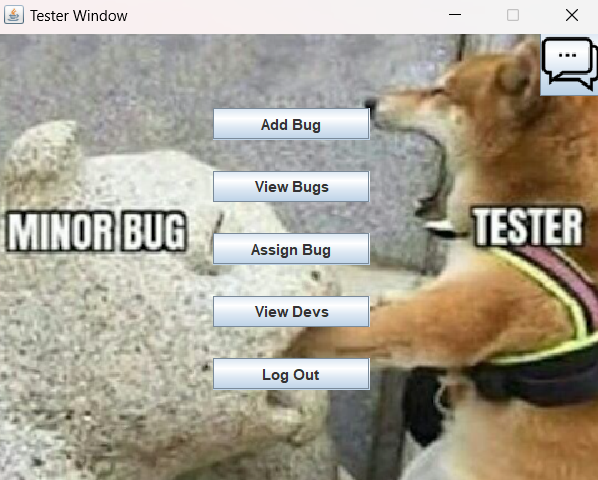 Tester Window
...
Add Bug
View Bugs
MINOR BUG
TESTER
Assign Bug
View Devs
Log Out